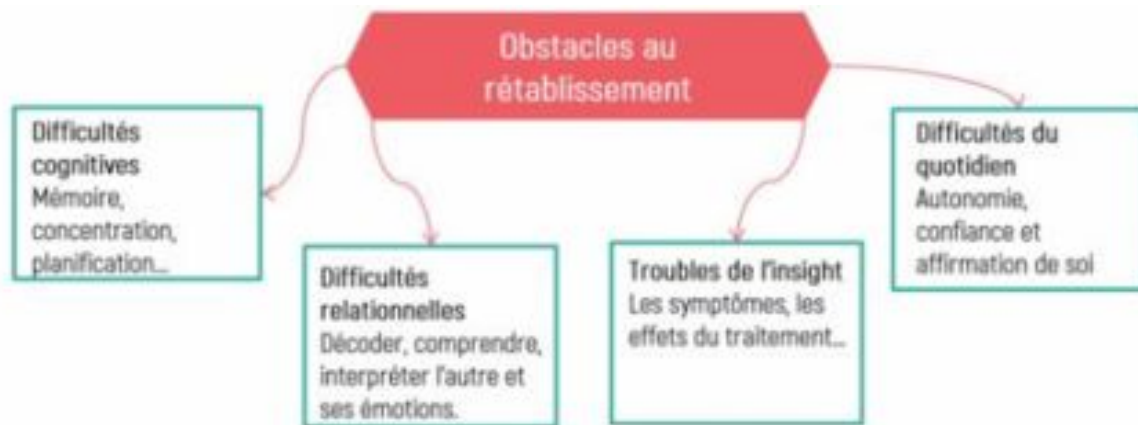 Obstacles au
rétablissement
Difficultés
cognitives
Mémoire,
concentration,
planification...
Difficultés
relationnelles
Décoder, comprendre,
interpréter l'autre et
ses émotions.
Troubles de l'insight
Les symptômes, les
effets du traitement...
Difficultés du
quotidien
Autonomie,
confiance et
affirmation de soi